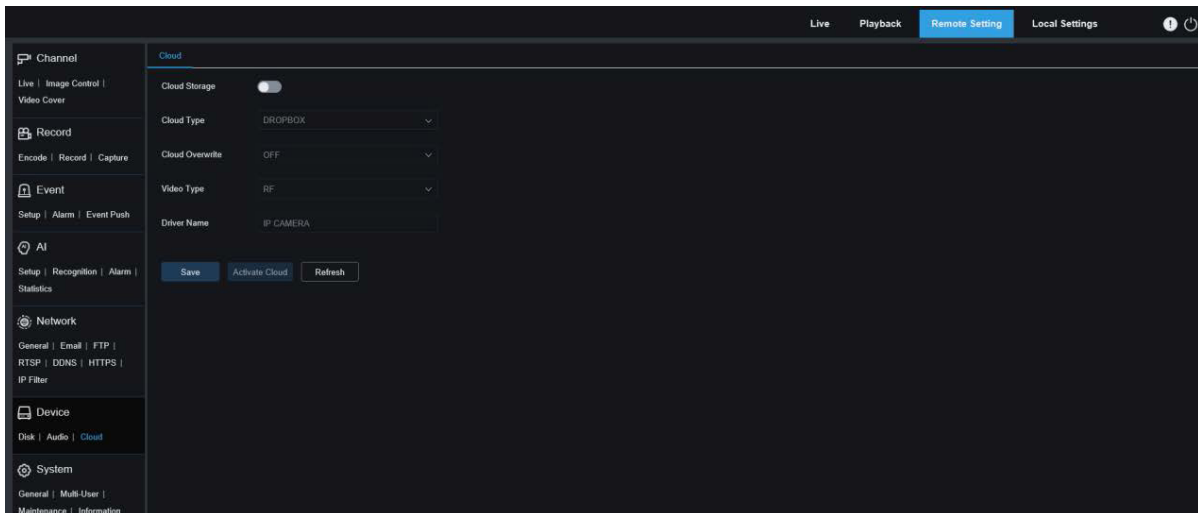 Live Playback Remote Setting Local Settings
Channel
Live | Image Control |
Video Cover
Record
Encode | Record | Capture
Event
Setup | Alarm | Event Push
AI
Setup | Recognition | Alarm |
Statistics
Network
General | Email | FTP |
RTSP | DDNS | HTTPS |
IP Filter
Device
Disk | Audio | Cloud
System
General | Multi-User |
Maintenance | Information
Cloud
Cloud Storage
Cloud Type DROPBOX
Cloud Overwrite OFF
Video Type RF
Driver Name IP CAMERA
Save Activate Cloud Refresh